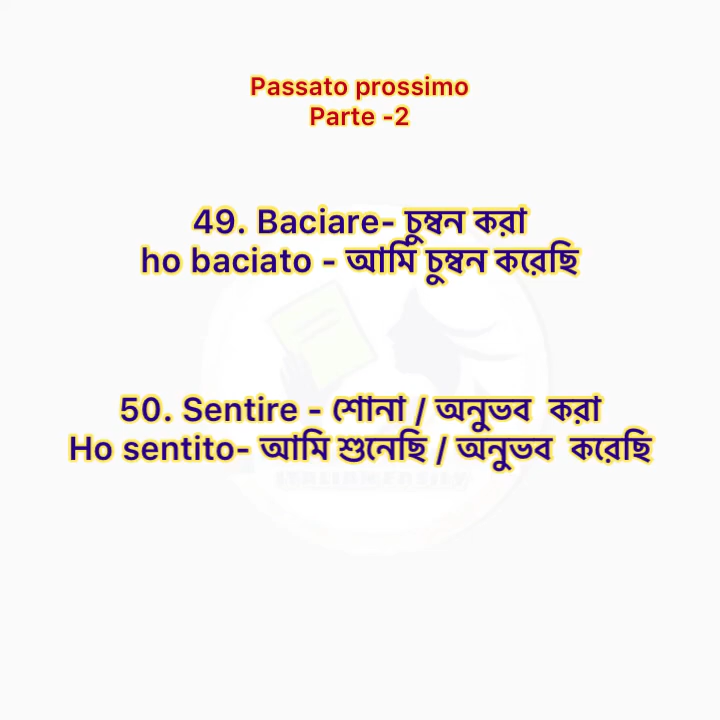 Passato prossimo
Parte -2
49. Baciare- চুম্বন করা
ho baciato - আমি চুম্বন করেছি
50. Sentire - শোনা / অনুভব করা
Ho sentito- আমি শুনেছি / অনুভব করেছি